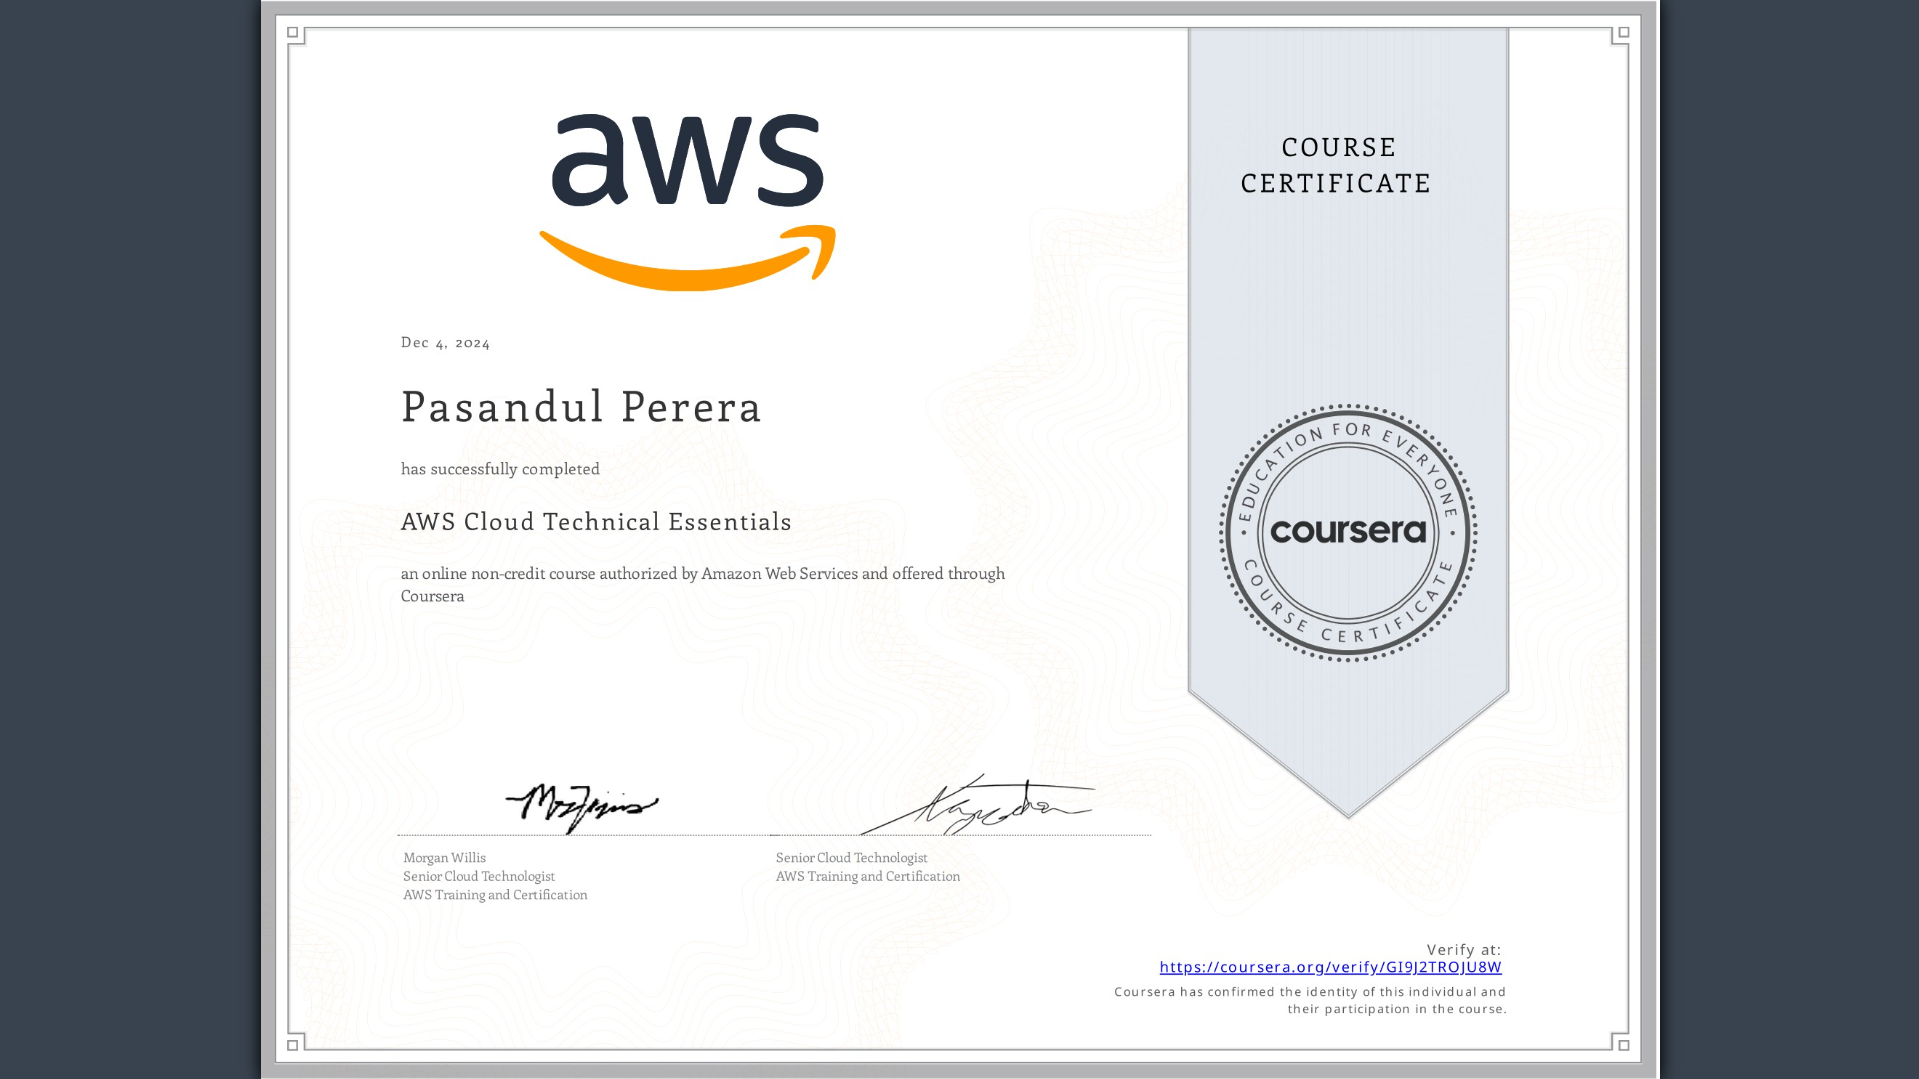 aws
COURSE
CERTIFICATE
Dec 4, 2024
Pasandul Perera
has successfully completed
AWS Cloud Technical Essentials
an online non-credit course authorized by Amazon Web Services and offered through
Coursera
EDUCATION FOR EVERYONE
coursera
COURSE CERTIFICATE
Morgan Willis
Senior Cloud Technologist
AWS Training and Certification
Senior Cloud Technologist
AWS Training and Certification
Verify at:
https://coursera.org/verify/GI9J2TROJU8W
Coursera has confirmed the identity of this individual and
their participation in the course.